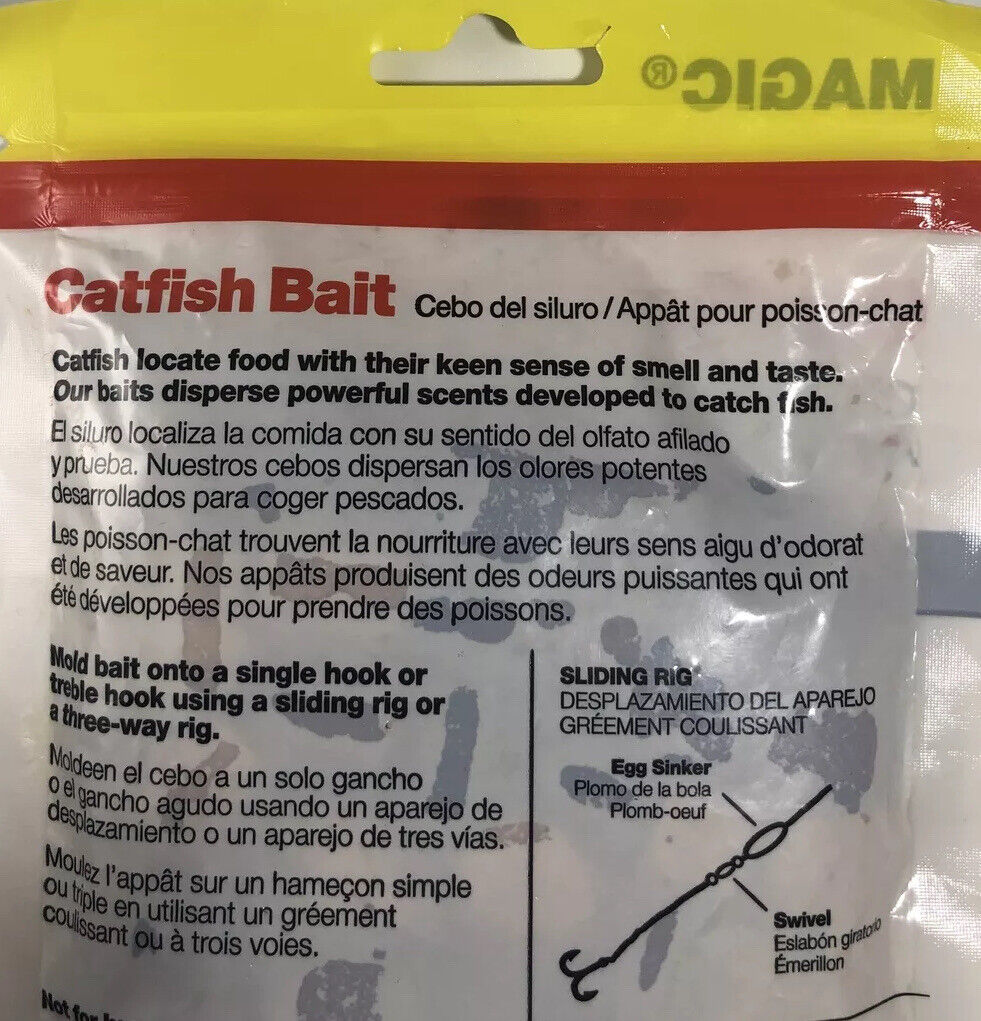 MAGIC®
Catfish Bait Cebo del siluro / Appât pour poisson-chat
Catfish locate food with their keen sense of smell and taste.
Our baits disperse powerful scents developed to catch fish.
El siluro localiza la comida con su sentido del olfato afilado
y prueba. Nuestros cebos dispersan los olores potentes
desarrollados para coger pescados.
Les poisson-chat trouvent la nourriture avec leurs sens aigu d'odorat
et de saveur. Nos appâts produisent des odeurs puissantes qui ont
été développées pour prendre des poissons.
Mold bait onto a single hook or
treble hook using a sliding rig or
a three-way rig.
Moldeen el cebo a un solo gancho
o el gancho agudo usando un aparejo de
desplazamiento o un aparejo de tres vías.
Moulez l'appât sur un hameçon simple
ou triple en utilisant un gréement
coulissant ou à trois voies.
Not for
SLIDING RIG
DESPLAZAMIENTO DEL APAREJO
GRÉEMENT COULISSANT
Egg Sinker
Plomo de la bola
Plomb-oeuf
Swivel
Eslabón giratorio
Émerillon